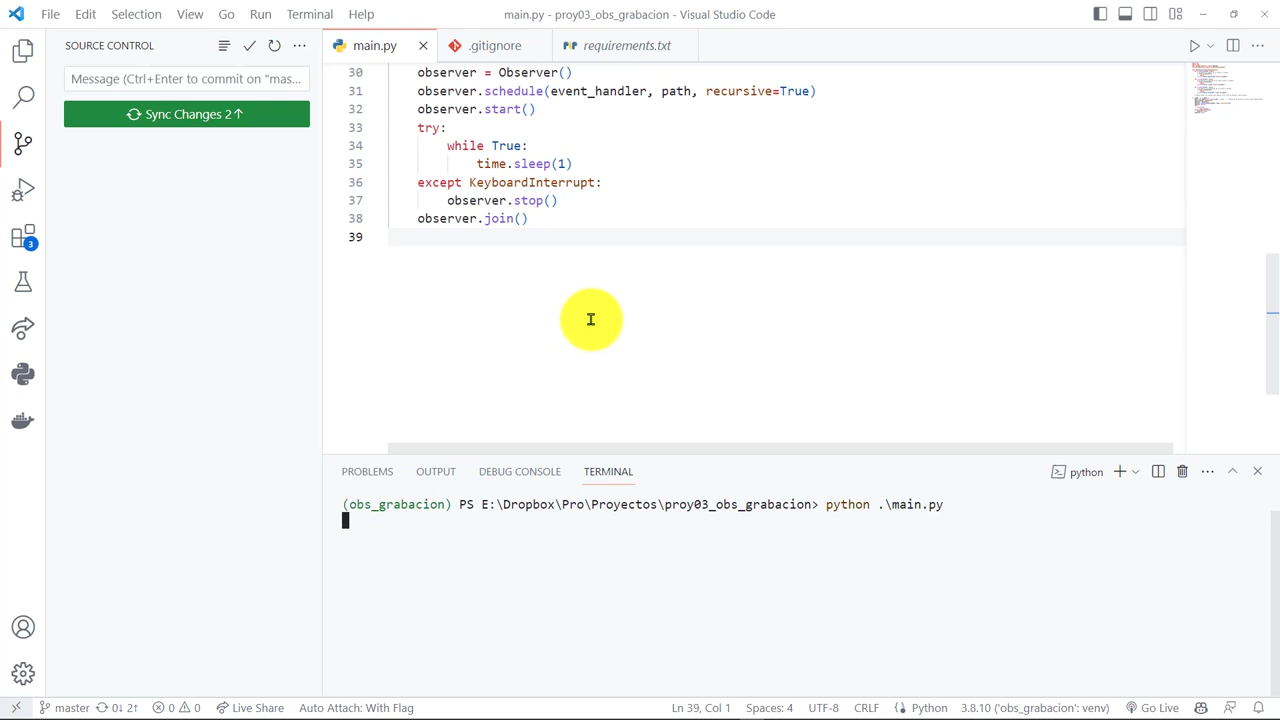 File Edit Selection View Go Run Terminal Help
main.py - proy03_obs_grabacion - Visual Studio Code
SOURCE CONTROL
Message (Ctrl+Enter to commit on "mas...
Sync Changes 2↑
3
main.py
.gitignore
requirements.txt
30 observer = Observer()
31 observer.schedule(event_handler, recursive=True)
32 observer.start()
33 try:
34 while True:
35 time.sleep(1)
36 except KeyboardInterrupt:
37 observer.stop()
38 observer.join()
39
PROBLEMS OUTPUT DEBUG CONSOLE TERMINAL
python
(obs_grabacion) PS E:\Dropbox\Pro\Proyectos\proy03_obs_grabacion> python .\main.py
master 0↓ 2↑ 0 0 Live Share Auto Attach: With Flag
Ln 39, Col 1 Spaces: 4 UTF-8 CRLF Python 3.8.10 ('obs_grabacion': venv) Go Live